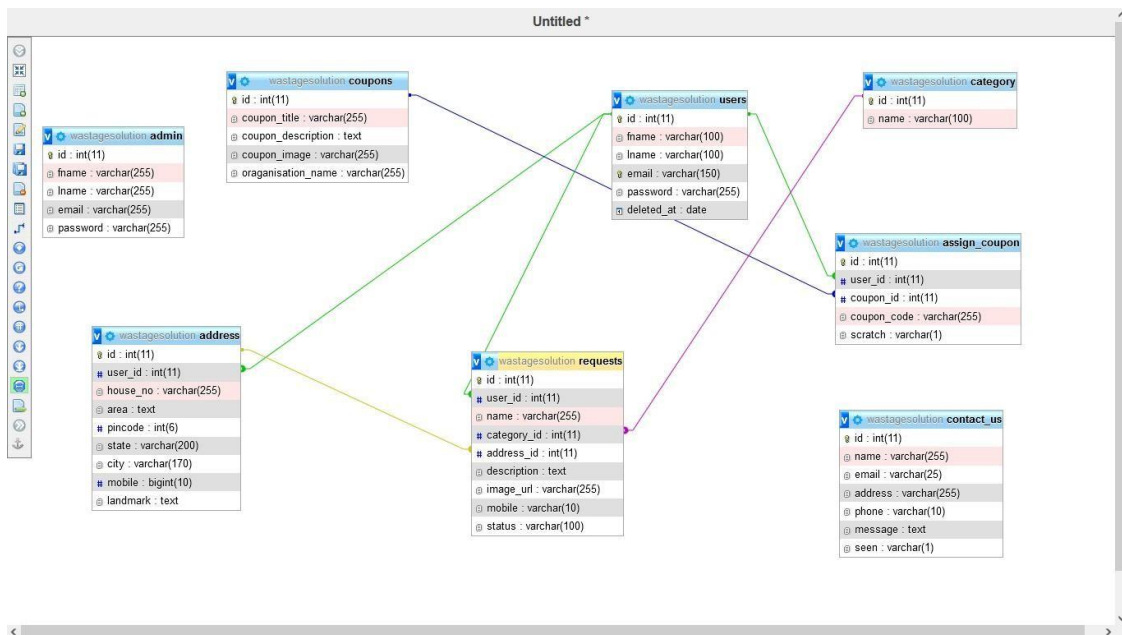 Untitled *
wastagesolution coupons
id : int(11)
coupon_title : varchar(255)
coupon_description : text
coupon_image : varchar(255)
oraganisation_name : varchar(255)
wastagesolution users
id : int(11)
fname : varchar(100)
lname : varchar(100)
email : varchar(150)
password : varchar(255)
deleted_at : date
wastagesolution category
id : int(11)
name : varchar(100)
wastagesolution admin
id : int(11)
fname : varchar(255)
lname : varchar(255)
email : varchar(255)
password : varchar(255)
wastagesolution assign_coupon
id : int(11)
user_id : int(11)
coupon_id : int(11)
coupon_code : varchar(255)
scratch : varchar(1)
wastagesolution address
id : int(11)
user_id : int(11)
house_no : varchar(255)
area : text
pincode : int(6)
state : varchar(200)
city : varchar(170)
mobile : bigint(10)
landmark : text
wastagesolution requests
id : int(11)
user_id : int(11)
name : varchar(255)
category_id : int(11)
address_id : int(11)
description : text
image_url : varchar(255)
mobile : varchar(10)
status : varchar(100)
wastagesolution contact_us
id : int(11)
name : varchar(255)
email : varchar(25)
address : varchar(255)
phone : varchar(10)
message : text
seen : varchar(1)